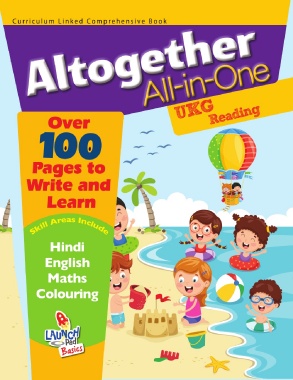 Curriculum Linked Comprehensive Book
Altogether
All-in-One
UKG
Reading
Over
100
Pages to
Write and
Learn
Skill Areas Include
Hindi
English
Maths
Colouring
LAUNCH
Pad
Basics